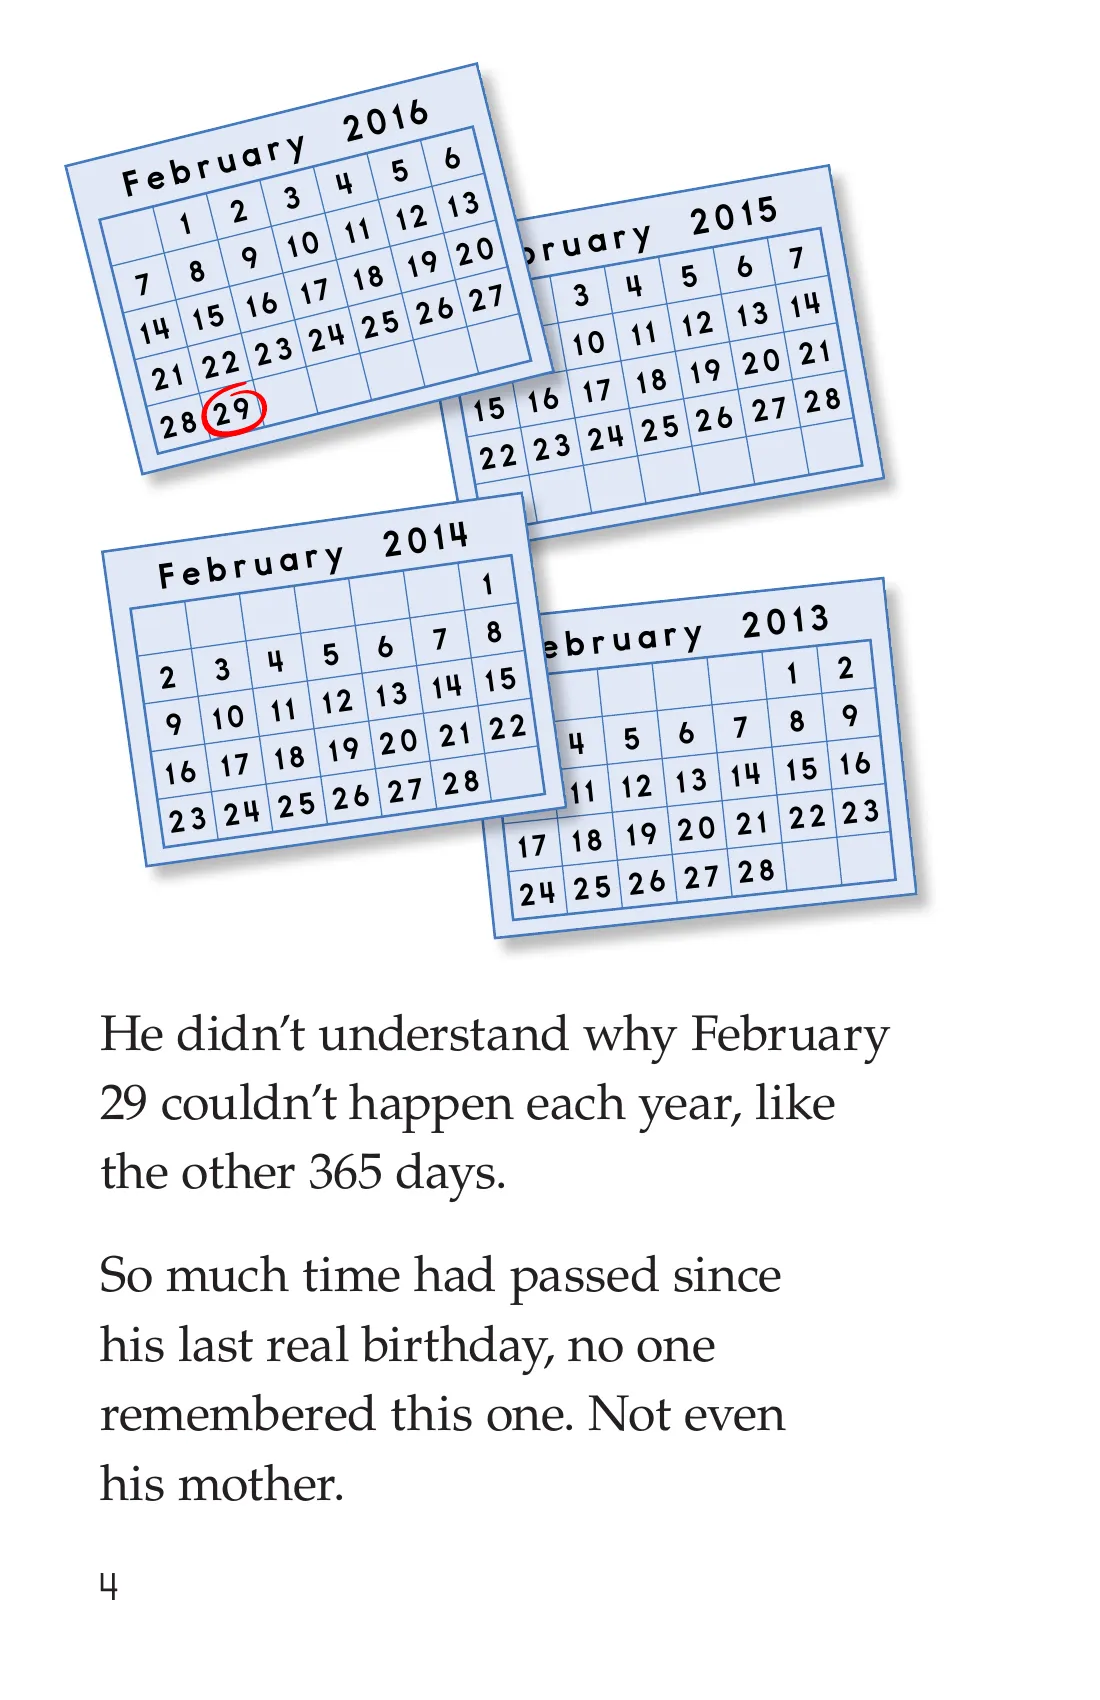 February 2016
1 2 3 4 5 6
7 8 9 10 11 12 13
14 15 16 17 18 19 20
21 22 23 24 25 26 27
28 29
bruary 2015
3 4 5 6 7
10 11 12 13 14
15 16 17 18 19 20 21
22 23 24 25 26 27 28
February 2014
1
2 3 4 5 6 7 8
9 10 11 12 13 14 15
16 17 18 19 20 21 22
23 24 25 26 27 28
ebruary 2013
1 2
4 5 6 7 8 9
11 12 13 14 15 16
17 18 19 20 21 22 23
24 25 26 27 28
He didn’t understand why February
29 couldn’t happen each year, like
the other 365 days.
So much time had passed since
his last real birthday, no one
remembered this one. Not even
his mother.
4